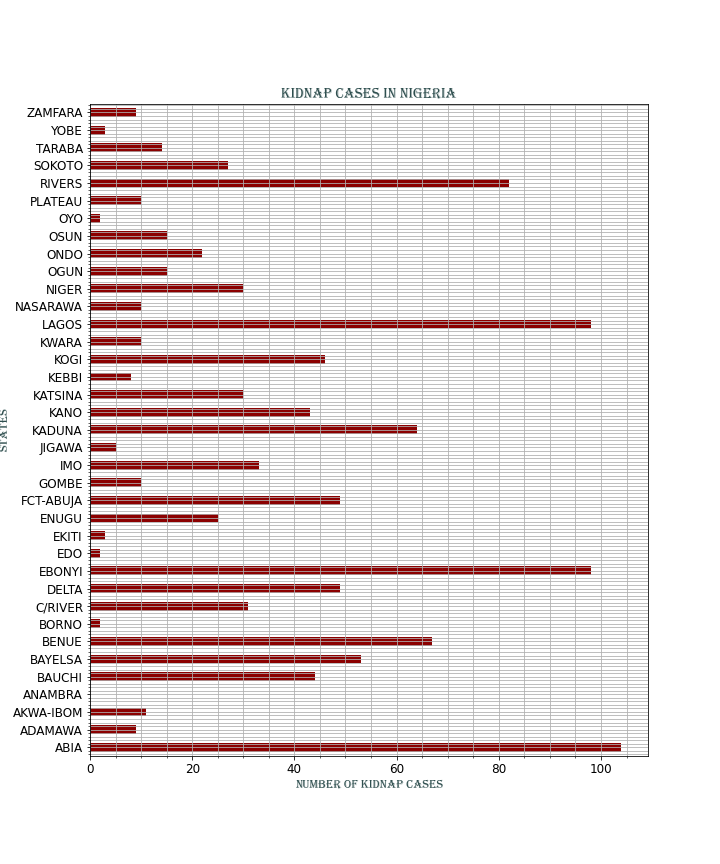 KIDNAP CASES IN NIGERIA
ZAMFARA
YOBE
TARABA
SOKOTO
RIVERS
PLATEAU
OYO
OSUN
ONDO
OGUN
NIGER
NASARAWA
LAGOS
KWARA
KOGI
KEBBI
KATSINA
KANO
KADUNA
JIGAWA
IMO
GOMBE
FCT-ABUJA
ENUGU
EKITI
EDO
EBONYI
DELTA
C/RIVER
BORNO
BENUE
BAYELSA
BAUCHI
ANAMBRA
AKWA-IBOM
ADAMAWA
ABIA
STATES
0 20 40 60 80 100
NUMBER OF KIDNAP CASES